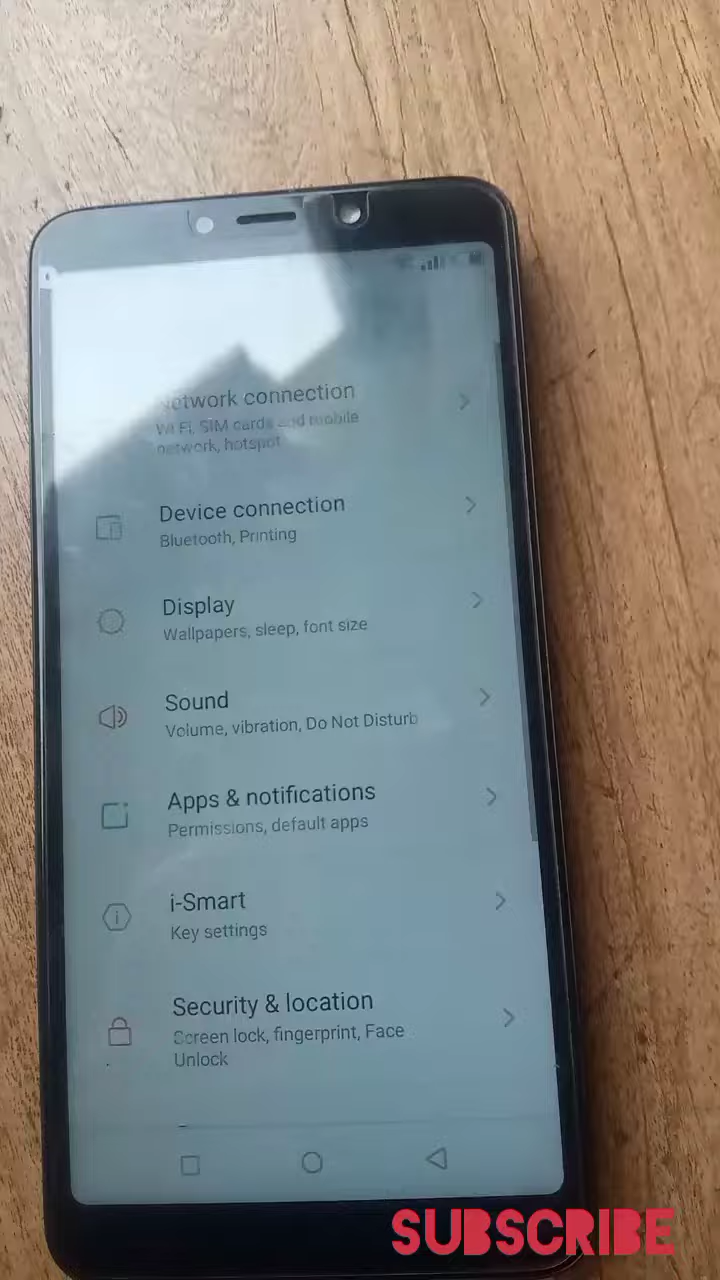 Network connection
Wi-Fi, SIM cards and mobile
network, hotspot
Device connection
Bluetooth, Printing
Display
Wallpapers, sleep, font size
Sound
Volume, vibration, Do Not Disturb
Apps & notifications
Permissions, default apps
i-Smart
Key settings
Security & location
Screen lock, fingerprint, Face
Unlock
SUBSCRIBE